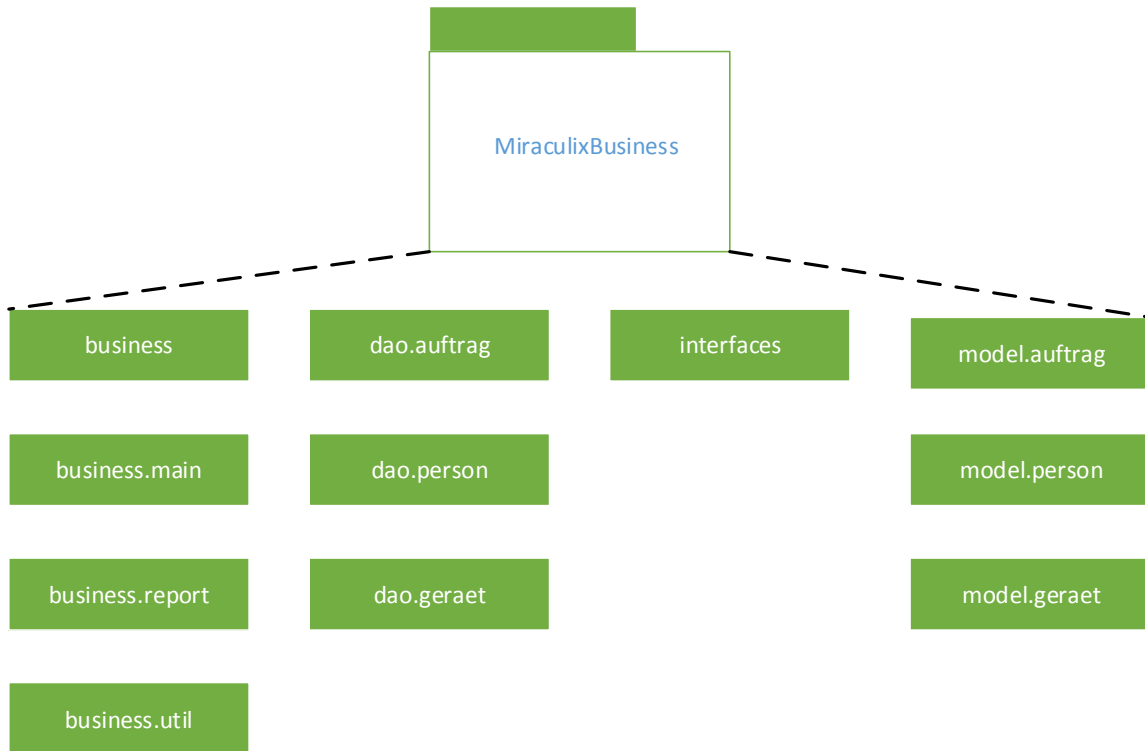 MiraculixBusiness
business
dao.auftrag
interfaces
model.auftrag
business.main
dao.person
model.person
business.report
dao.geraet
model.geraet
business.util